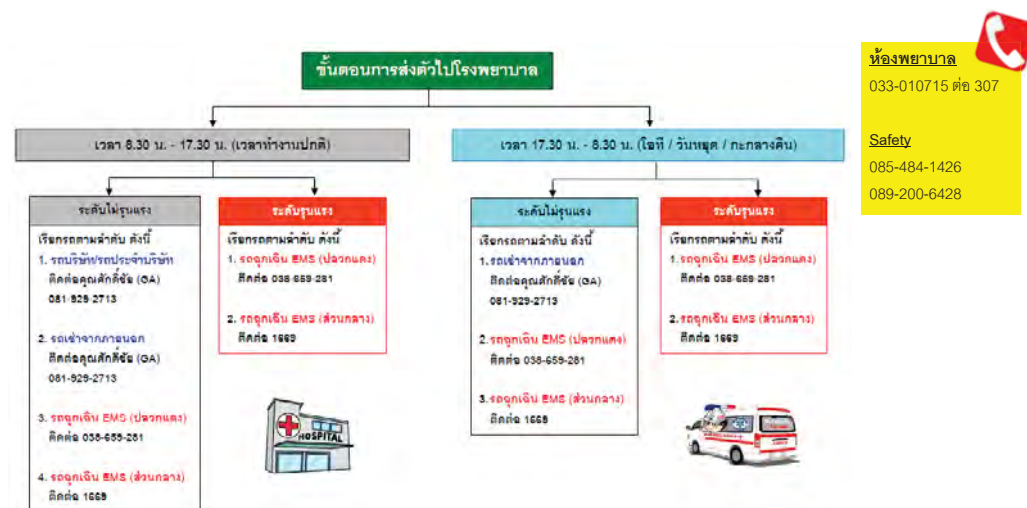 ขั้นตอนการส่งตัวไปโรงพยาบาล
ห้องพยาบาล
033-010715 ต่อ 307
Safety
085-484-1426
089-200-6428
เวลา 8.30 น. - 17.30 น. (เวลาทำงานปกติ)
ระดับไม่รุนแรง
เรียกรถตามลำดับ ดังนี้
1. รถบริษัท/รถประจำบริษัท
ติดต่อคุณศักดิ์ชัย (GA)
081-929-2713
2. รถเช่าจากภายนอก
ติดต่อคุณศักดิ์ชัย (GA)
081-929-2713
3. รถฉุกเฉิน EMS (ปลวกแดง)
ติดต่อ 038-659-281
4. รถฉุกเฉิน EMS (ส่วนกลาง)
ติดต่อ 1669
ระดับรุนแรง
เรียกรถตามลำดับ ดังนี้
1. รถฉุกเฉิน EMS (ปลวกแดง)
ติดต่อ 038-659-281
2. รถฉุกเฉิน EMS (ส่วนกลาง)
ติดต่อ 1669
HOSPITAL
เวลา 17.30 น. - 8.30 น. (โอที / วันหยุด / กะกลางคืน)
ระดับไม่รุนแรง
เรียกรถตามลำดับ ดังนี้
1.รถเช่าจากภายนอก
ติดต่อคุณศักดิ์ชัย (GA)
081-929-2713
2.รถฉุกเฉิน EMS (ปลวกแดง)
ติดต่อ 038-659-281
3.รถฉุกเฉิน EMS (ส่วนกลาง)
ติดต่อ 1669
ระดับรุนแรง
เรียกรถตามลำดับ ดังนี้
1.รถฉุกเฉิน EMS (ปลวกแดง)
ติดต่อ 038-659-281
2.รถฉุกเฉิน EMS (ส่วนกลาง)
ติดต่อ 1669